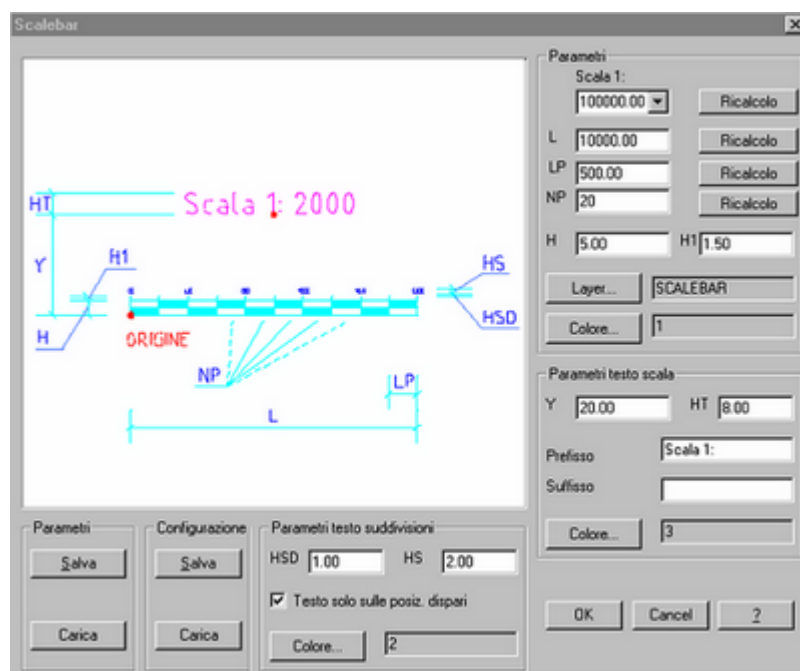 Scalebar
Parametri
Scala 1:
100000.00 Ricalcolo
L 10000.00 Ricalcolo
LP 500.00 Ricalcolo
NP 20 Ricalcolo
H 5.00 H1 1.50
Layer... SCALEBAR
Colore... 1
HT
Scala 1: 2000
Y
H1
HS
H
HSD
ORIGINE
NP
LP
L
Parametri testo scala
Y 20.00 HT 8.00
Prefisso Scala 1:
Suffisso
Colore... 3
Parametri
Salva
Carica
Configurazione
Salva
Carica
Parametri testo suddivisioni
HSD 1.00 HS 2.00
Testo solo sulle posiz. dispari
Colore... 2
OK Cancel ?